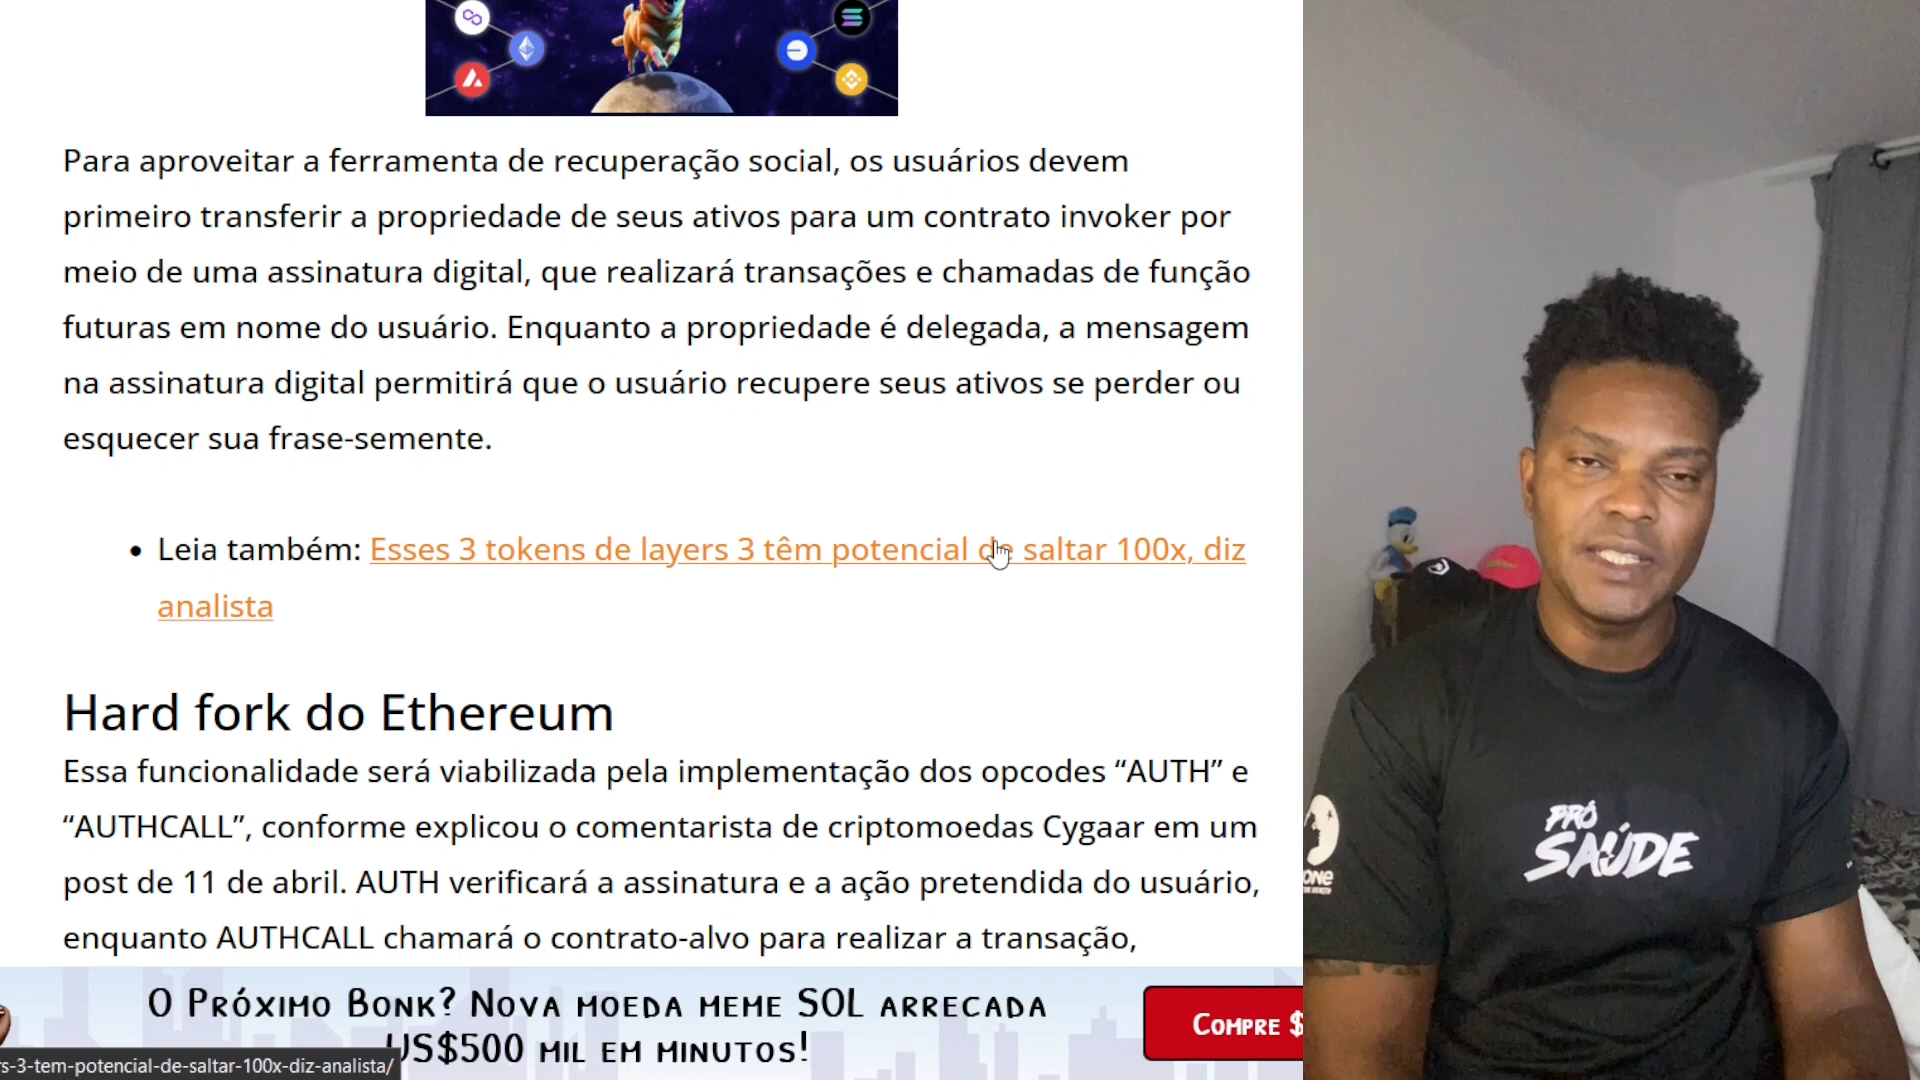 Para aproveitar a ferramenta de recuperação social, os usuários devem
primeiro transferir a propriedade de seus ativos para um contrato invoker por
meio de uma assinatura digital, que realizará transações e chamadas de função
futuras em nome do usuário. Enquanto a propriedade é delegada, a mensagem
na assinatura digital permitirá que o usuário recupere seus ativos se perder ou
esquecer sua frase-semente.
• Leia também: Esses 3 tokens de layers 3 têm potencial de saltar 100x, diz
analista
Hard fork do Ethereum
Essa funcionalidade será viabilizada pela implementação dos opcodes “AUTH” e
“AUTHCALL”, conforme explicou o comentarista de criptomoedas Cygaar em um
post de 11 de abril. AUTH verificará a assinatura e a ação pretendida do usuário,
enquanto AUTHCALL chamará o contrato-alvo para realizar a transação,
O Próximo Bonk? Nova moeda meme SOL arrecada
US$500 mil em minutos!
Compre $
rs-3-tem-potencial-de-saltar-100x-diz-analista/
PRÓ
SAÚDE
ONE